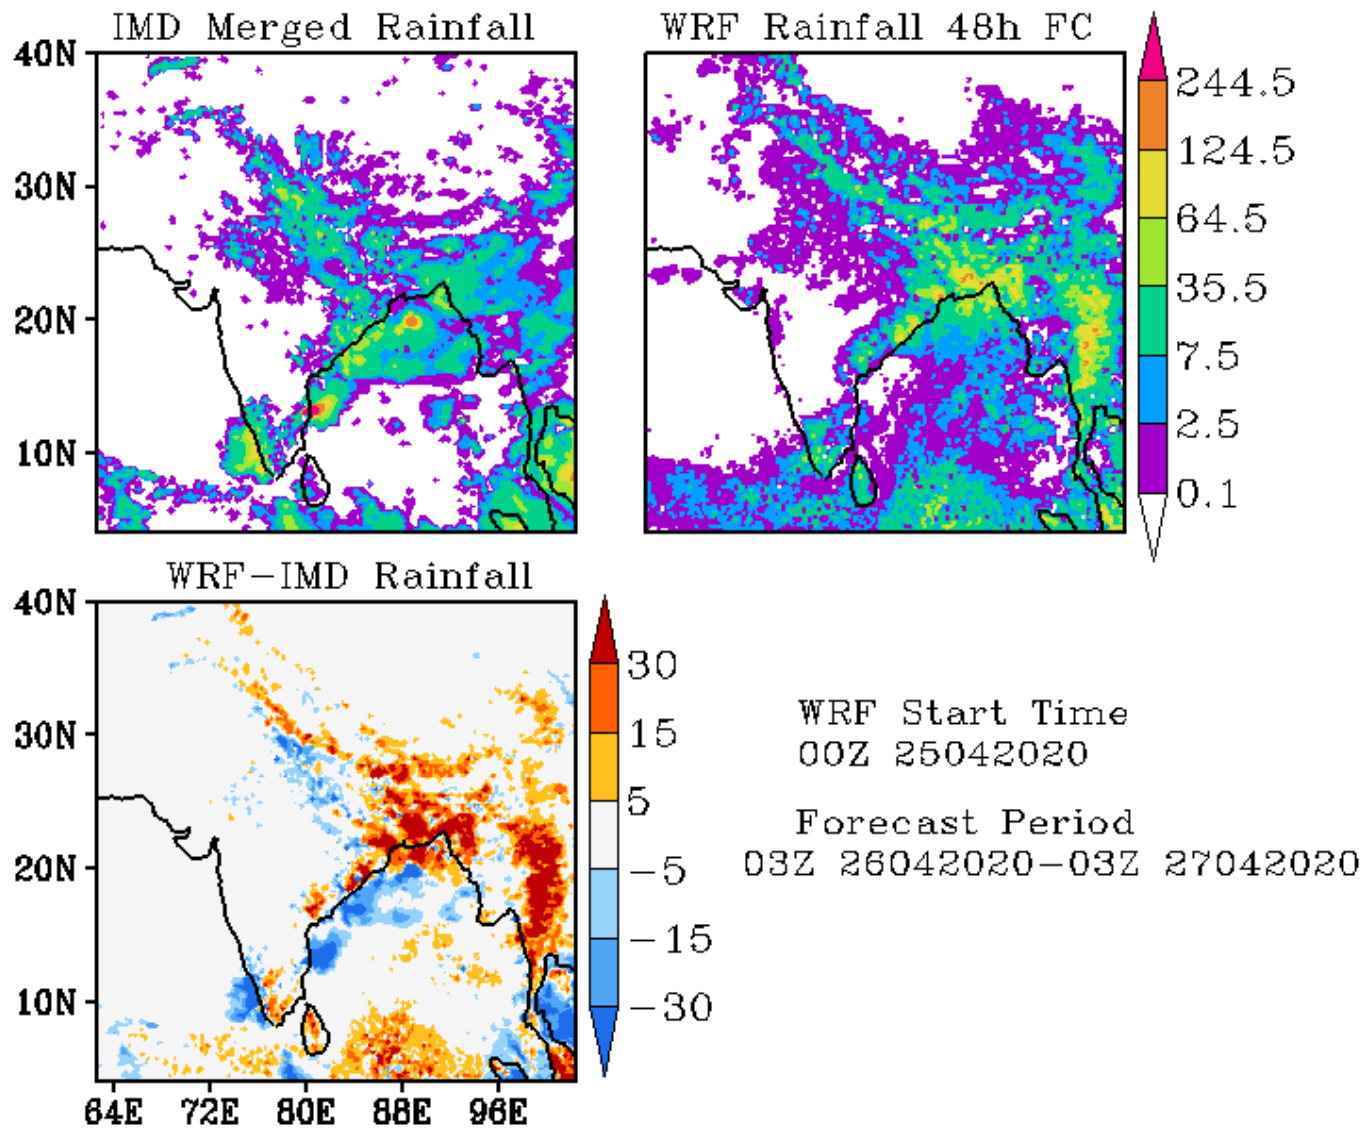 IMD Merged Rainfall
WRF Rainfall 48h FC
40N
30N
20N
10N
244.5
124.5
64.5
35.5
7.5
2.5
0.1
WRF-IMD Rainfall
40N
30N
20N
10N
64E 72E 80E 88E 96E
30
15
5
-5
-15
-30
WRF Start Time
00Z 25042020
Forecast Period
03Z 26042020-03Z 27042020